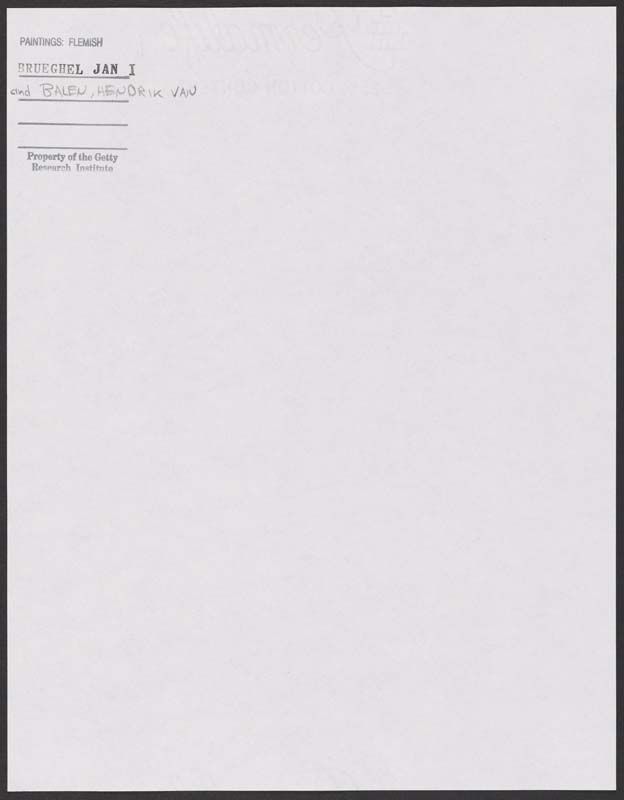 PAINTINGS: FLEMISH
BRUEGHEL JAN I
and BALEN, HENDRIK VAN
Property of the Getty
Research Institute